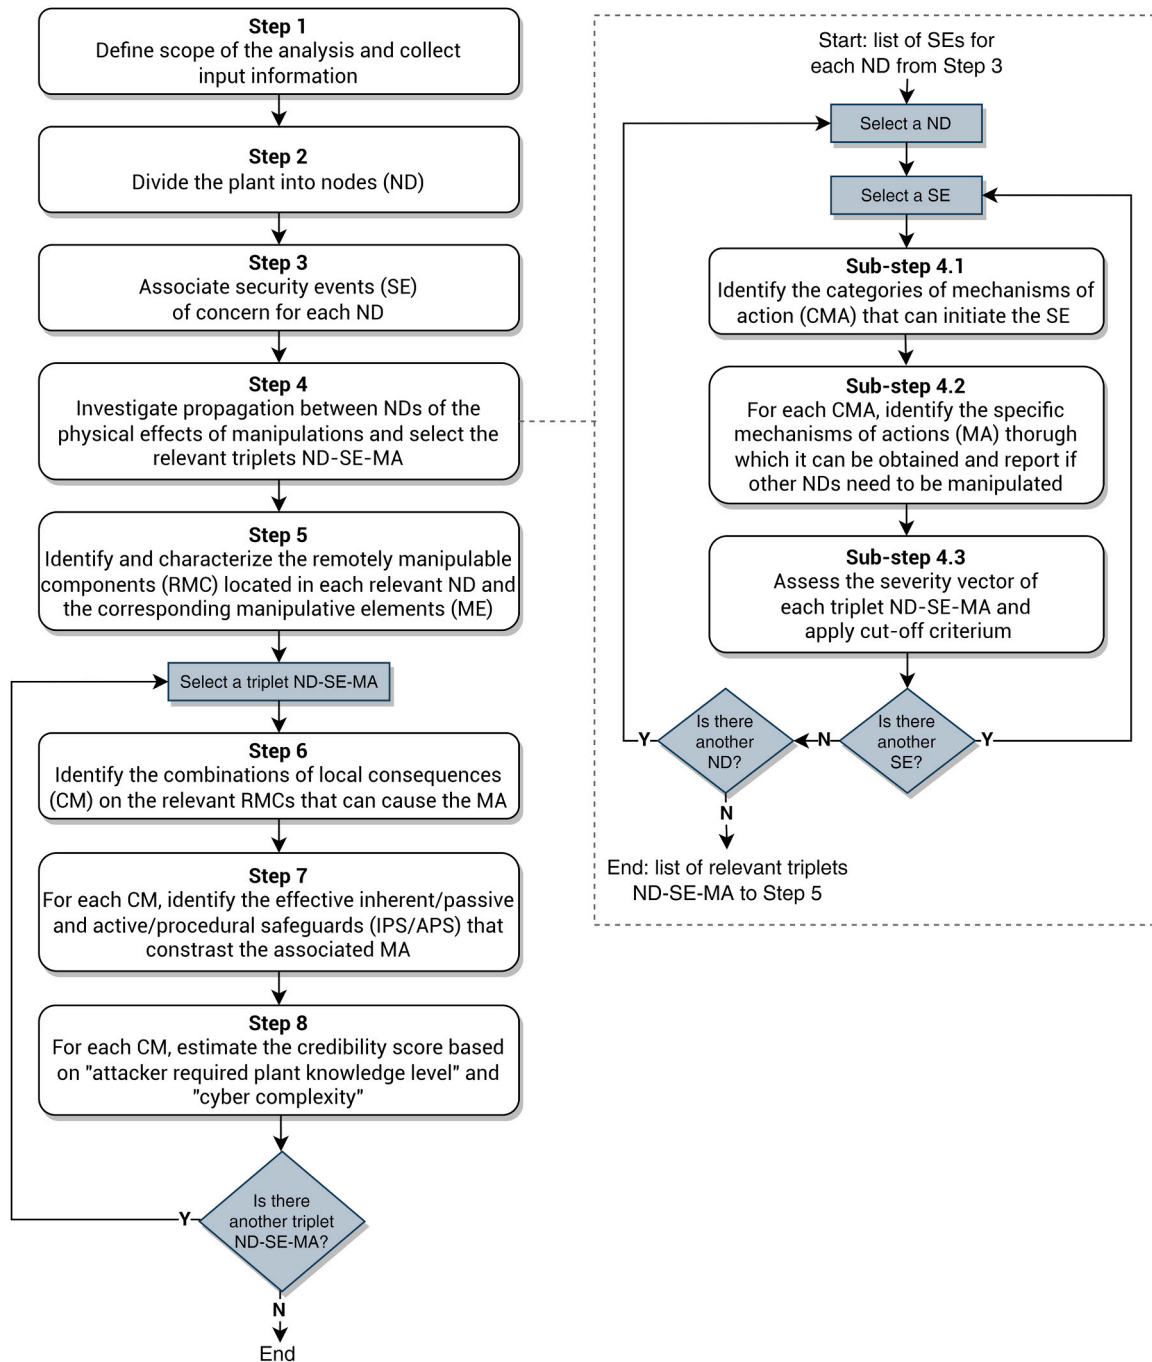 Step 1
Define scope of the analysis and collect
input information
Step 2
Divide the plant into nodes (ND)
Step 3
Associate security events (SE)
of concern for each ND
Step 4
Investigate propagation between NDs of the
physical effects of manipulations and select the
relevant triplets ND-SE-MA
Step 5
Identify and characterize the remotely manipulable
components (RMC) located in each relevant ND and
the corresponding manipulative elements (ME)
Select a triplet ND-SE-MA
Step 6
Identify the combinations of local consequences
(CM) on the relevant RMCs that can cause the MA
Step 7
For each CM, identify the effective inherent/passive
and active/procedural safeguards (IPS/APS) that
constrast the associated MA
Step 8
For each CM, estimate the credibility score based
on "attacker required plant knowledge level" and
"cyber complexity"
Is there
another triplet
ND-SE-MA?
Y
N
End
Start: list of SEs for
each ND from Step 3
Select a ND
Select a SE
Sub-step 4.1
Identify the categories of mechanisms of
action (CMA) that can initiate the SE
Sub-step 4.2
For each CMA, identify the specific
mechanisms of actions (MA) thorugh
which it can be obtained and report if
other NDs need to be manipulated
Sub-step 4.3
Assess the severity vector of
each triplet ND-SE-MA and
apply cut-off criterium
Is there
another
SE?
Y
N
Is there
another
ND?
Y
N
End: list of relevant triplets
ND-SE-MA to Step 5